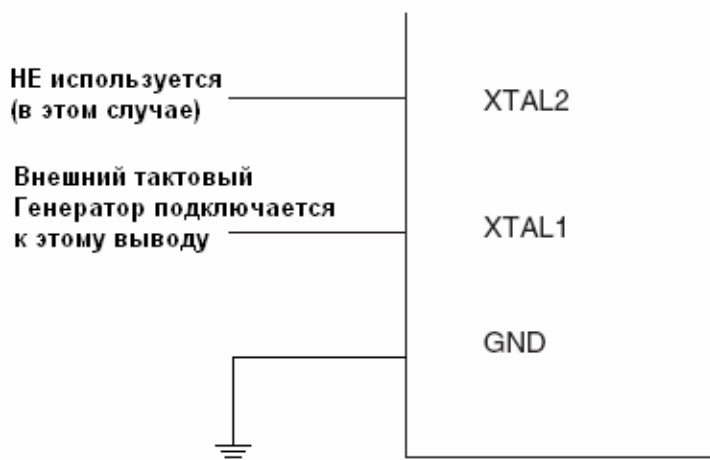 НЕ используется
(в этом случае)
XTAL2
Внешний тактовый
Генератор подключается
к этому выводу
XTAL1
GND